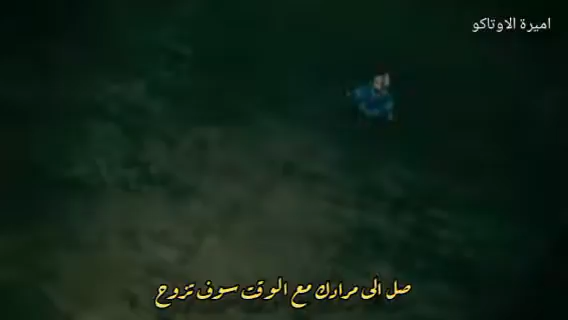 اميرة الاوتاكو
صل الى مرادك مع الوقت سوف تزوح